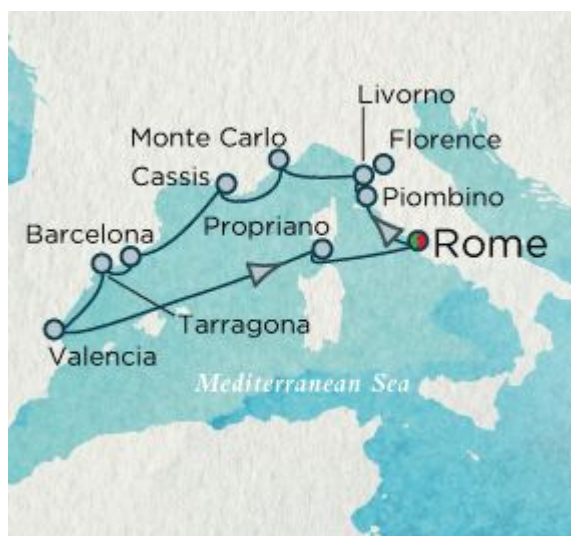 Livorno
Monte Carlo
Florence
Cassis
Piombino
Propriano
Barcelona
Rome
Tarragona
Valencia
Mediterranean Sea